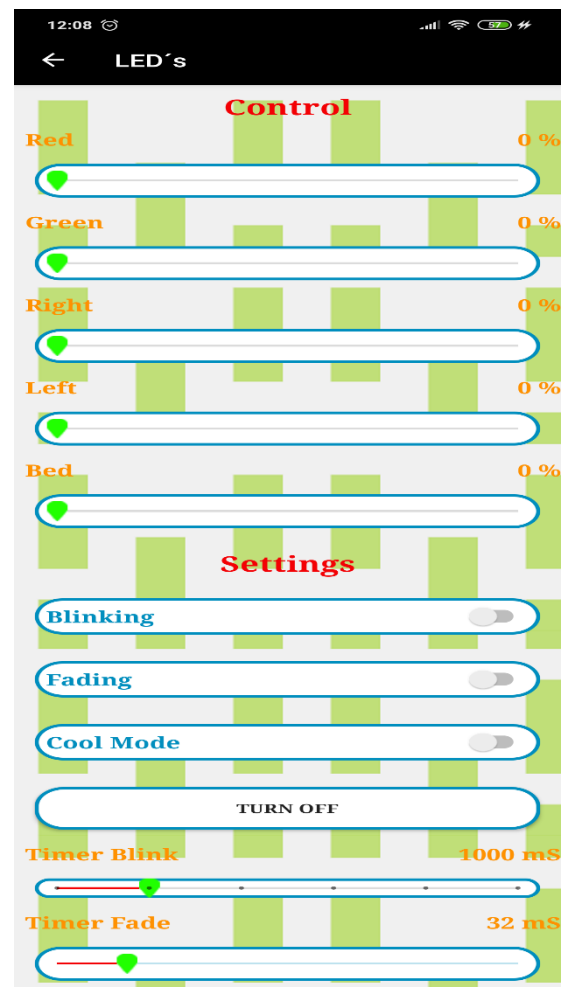 12:08
57
LED´s
Control
Red 0 %
Green 0 %
Right 0 %
Left 0 %
Bed 0 %
Settings
Blinking
Fading
Cool Mode
TURN OFF
Timer Blink 1000 mS
Timer Fade 32 mS